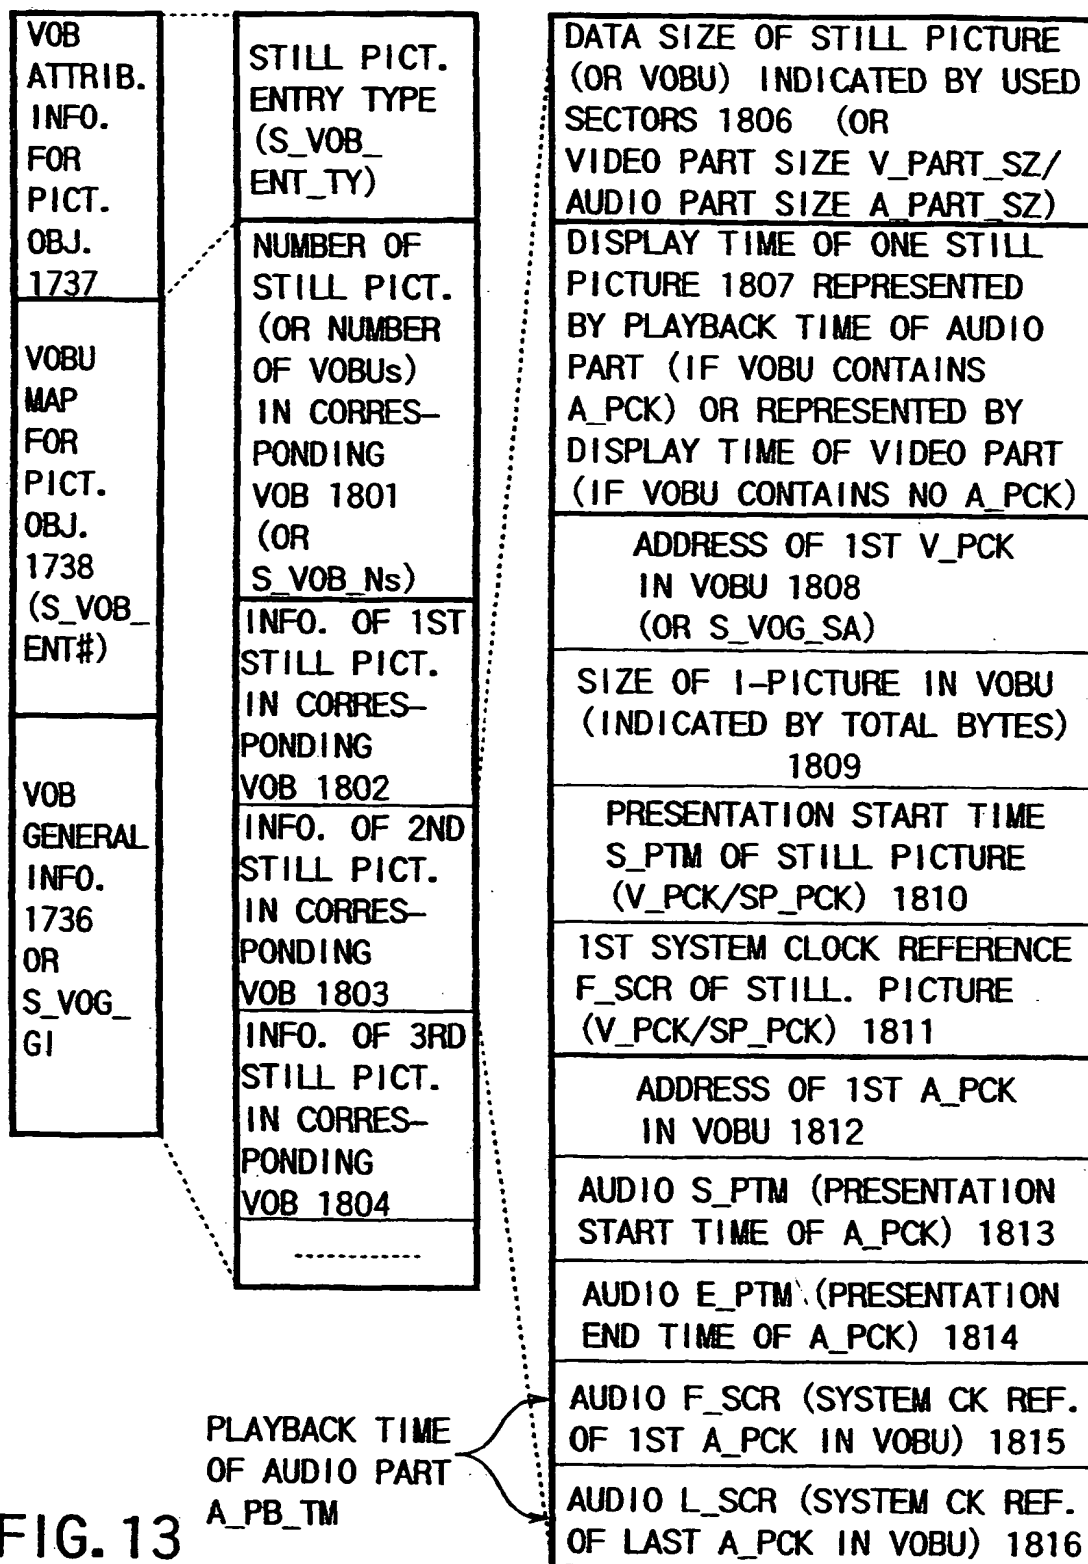 VOB
ATTRIB.
INFO.
FOR
PICT.
OBJ.
1737
VOBU
MAP
FOR
PICT.
OBJ.
1738
(S_VOB_
ENT#)
VOB
GENERAL
INFO.
1736
OR
S_VOG_
GI
STILL PICT.
ENTRY TYPE
(S_VOB_
ENT_TY)
NUMBER OF
STILL PICT.
(OR NUMBER
OF VOBUs)
IN CORRES-
PONDING
VOB 1801
(OR
S_VOB_Ns)
INFO. OF 1ST
STILL PICT.
IN CORRES-
PONDING
VOB 1802
INFO. OF 2ND
STILL PICT.
IN CORRES-
PONDING
VOB 1803
INFO. OF 3RD
STILL PICT.
IN CORRES-
PONDING
VOB 1804
DATA SIZE OF STILL PICTURE
(OR VOBU) INDICATED BY USED
SECTORS 1806 (OR
VIDEO PART SIZE V_PART_SZ/
AUDIO PART SIZE A_PART_SZ)
DISPLAY TIME OF ONE STILL
PICTURE 1807 REPRESENTED
BY PLAYBACK TIME OF AUDIO
PART (IF VOBU CONTAINS
A_PCK) OR REPRESENTED BY
DISPLAY TIME OF VIDEO PART
(IF VOBU CONTAINS NO A_PCK)
ADDRESS OF 1ST V_PCK
IN VOBU 1808
(OR S_VOG_SA)
SIZE OF I-PICTURE IN VOBU
(INDICATED BY TOTAL BYTES)
1809
PRESENTATION START TIME
S_PTM OF STILL PICTURE
(V_PCK/SP_PCK) 1810
1ST SYSTEM CLOCK REFERENCE
F_SCR OF STILL. PICTURE
(V_PCK/SP_PCK) 1811
ADDRESS OF 1ST A_PCK
IN VOBU 1812
AUDIO S_PTM (PRESENTATION
START TIME OF A_PCK) 1813
AUDIO E_PTM (PRESENTATION
END TIME OF A_PCK) 1814
AUDIO F_SCR (SYSTEM CK REF.
OF 1ST A_PCK IN VOBU) 1815
AUDIO L_SCR (SYSTEM CK REF.
OF LAST A_PCK IN VOBU) 1816
PLAYBACK TIME
OF AUDIO PART
A_PB_TM
FIG. 13